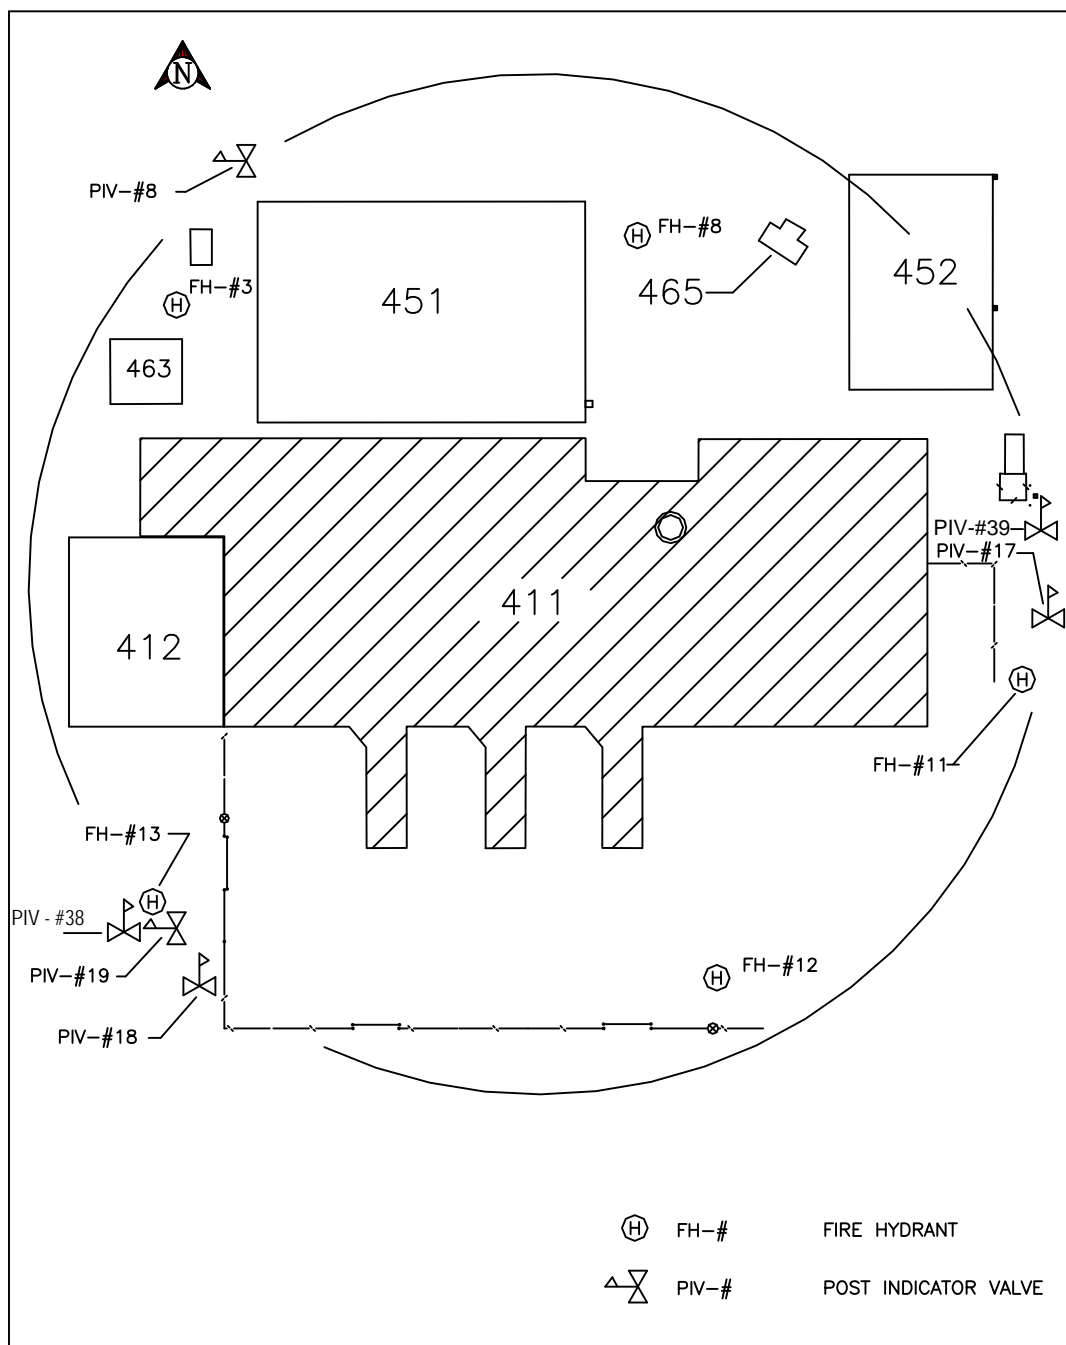 N
PIV-#8
FH-#8
FH-#3
451
465
452
463
PIV-#39
PIV-#17
411
412
FH-#11
FH-#13
PIV - #38
PIV-#19
PIV-#18
FH-#12
H FH-# FIRE HYDRANT
PIV-# POST INDICATOR VALVE
H
H
H
H
H